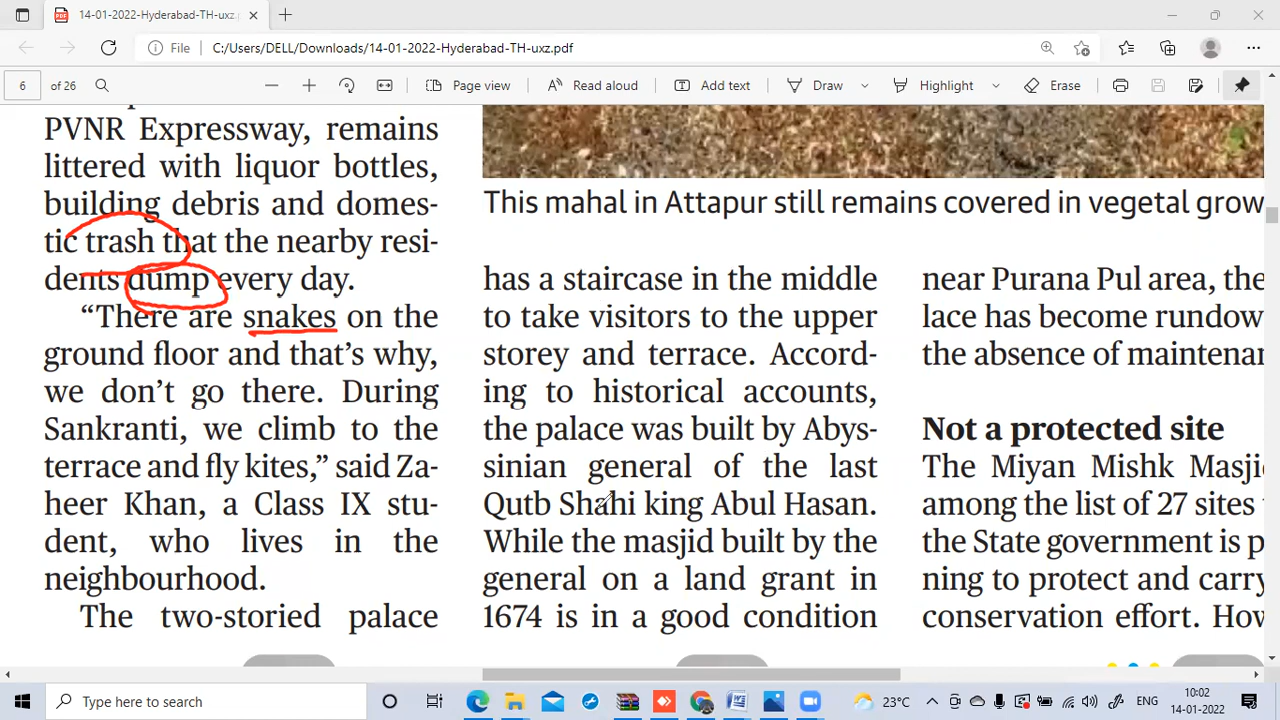 14-01-2022-Hyderabad-TH-uxz.p
File
C:/Users/DELL/Downloads/14-01-2022-Hyderabad-TH-uxz.pdf
6 of 26
Page view
Read aloud
Add text
Draw
Highlight
Erase
PVNR Expressway, remains
littered with liquor bottles,
building debris and domes-
tic trash that the nearby resi-
dents dump every day.
“There are snakes on the
ground floor and that’s why,
we don’t go there. During
Sankranti, we climb to the
terrace and fly kites,” said Za-
heer Khan, a Class IX stu-
dent, who lives in the
neighbourhood.
The two-storied palace
This mahal in Attapur still remains covered in vegetal grow
has a staircase in the middle
to take visitors to the upper
storey and terrace. Accord-
ing to historical accounts,
the palace was built by Abys-
sinian general of the last
Qutb Shahi king Abul Hasan.
While the masjid built by the
general on a land grant in
1674 is in a good condition
near Purana Pul area, the
lace has become rundow
the absence of maintenan
Not a protected site
The Miyan Mishk Masji
among the list of 27 sites
the State government is p
ning to protect and carry
conservation effort. How
Type here to search
23°C
ENG
10:02
14-01-2022